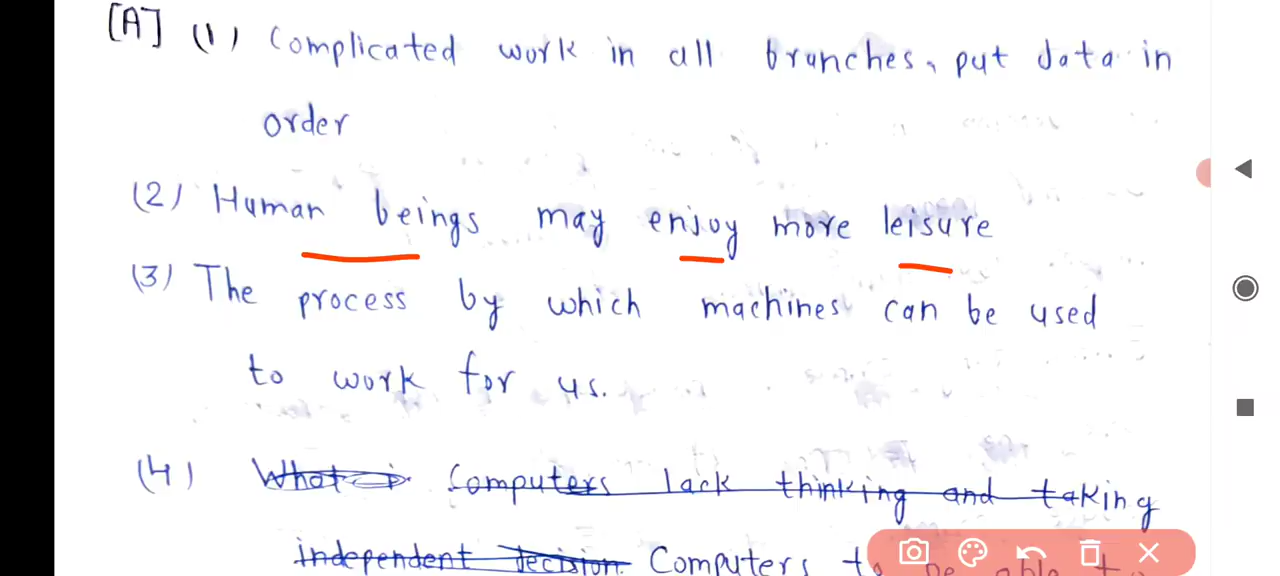 [A] (1) Complicated work in all branches, put data in
order
(2) Human beings may enjoy more leisure
(3) The process by which machines can be used
to work for us.
(4) What i Computers lack thinking and taking
independent decision Computers to be able to